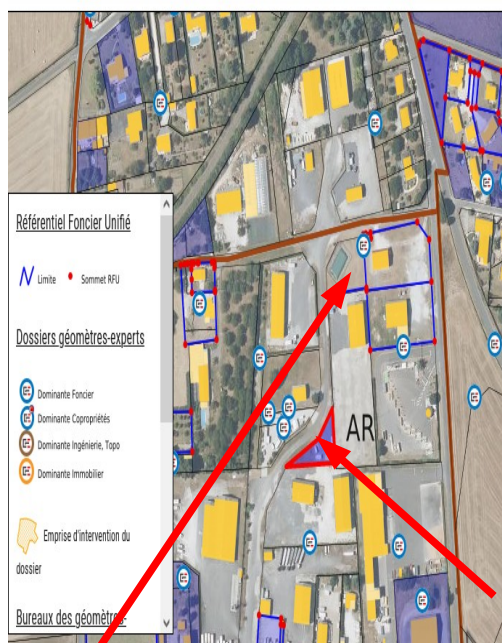 Référentiel Foncier Unifié
Limite
Sommet RFU
Dossiers géomètres-experts
Dominante Foncier
Dominante Copropriétés
Dominante Ingénierie, Topo
Dominante Immobilier
Emprise d'intervention du
dossier
Bureaux des géomètres-
AR